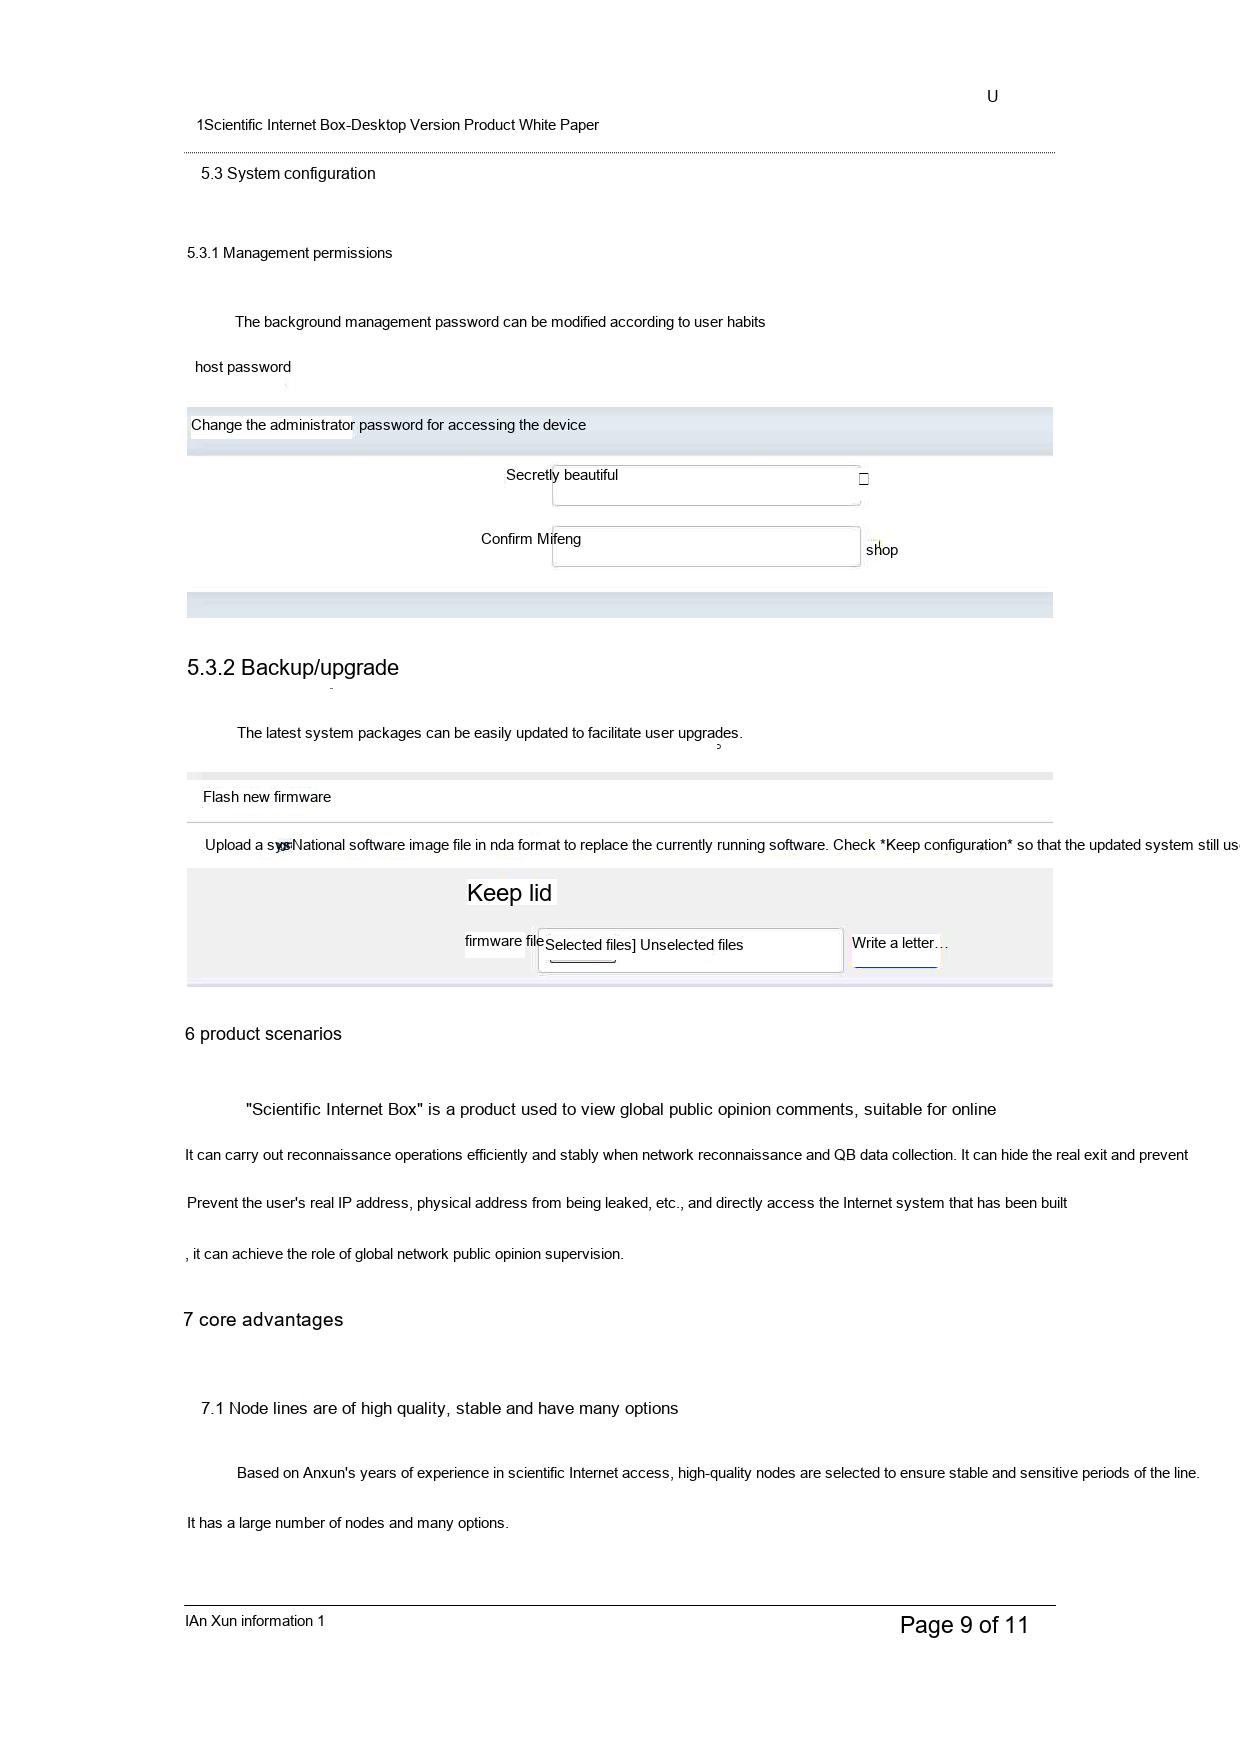 U
1Scientific Internet Box-Desktop Version Product White Paper
5.3 System configuration
5.3.1 Management permissions
The background management password can be modified according to user habits
host password
Change the administrator password for accessing the device
Secretly beautiful
Confirm Mifeng
shop
5.3.2 Backup/upgrade
The latest system packages can be easily updated to facilitate user upgrades.
Flash new firmware
Upload a sys National software image file in nda format to replace the currently running software. Check *Keep configuration* so that the updated system still us
Keep lid
firmware file Selected files] Unselected files Write a letter…
6 product scenarios
"Scientific Internet Box" is a product used to view global public opinion comments, suitable for online
It can carry out reconnaissance operations efficiently and stably when network reconnaissance and QB data collection. It can hide the real exit and prevent
Prevent the user's real IP address, physical address from being leaked, etc., and directly access the Internet system that has been built
, it can achieve the role of global network public opinion supervision.
7 core advantages
7.1 Node lines are of high quality, stable and have many options
Based on Anxun's years of experience in scientific Internet access, high-quality nodes are selected to ensure stable and sensitive periods of the line.
It has a large number of nodes and many options.
IAn Xun information 1
Page 9 of 11